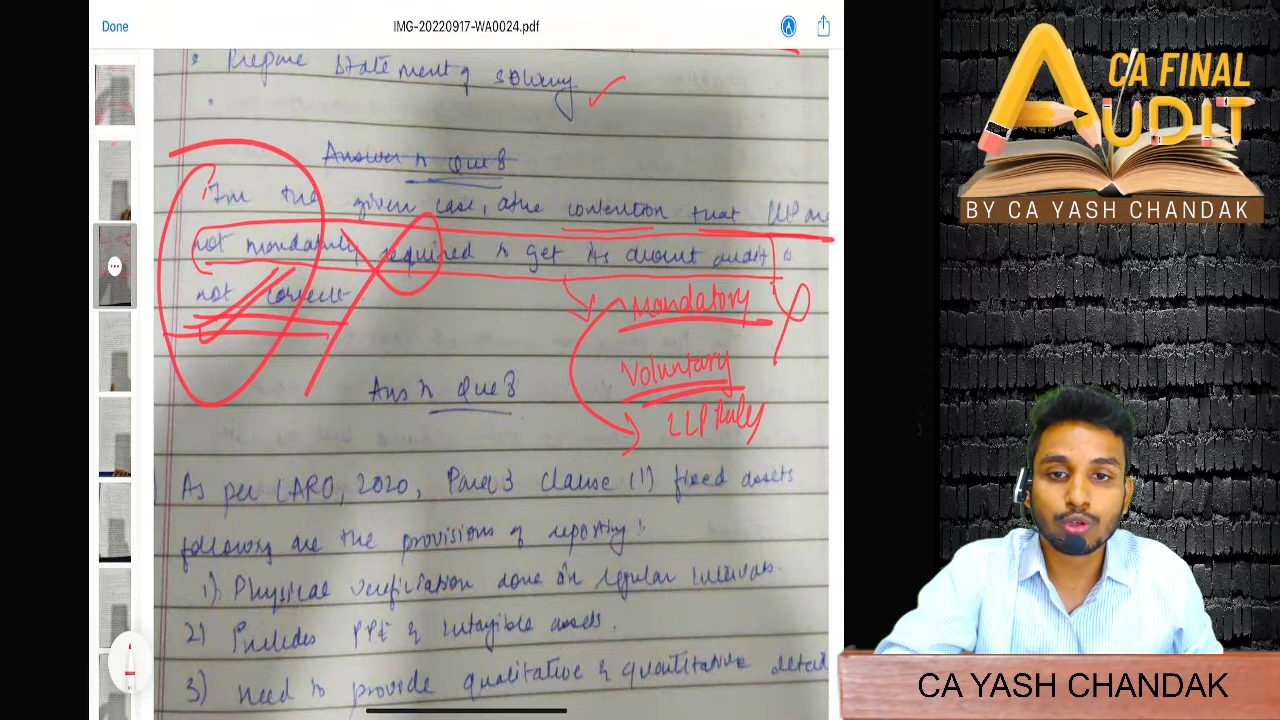 Done
IMG-20220917-WA0024.pdf
Prepare statement of solvency
Answer to Que 8
In the given case, the contention that LLP are
not mandatorily required to get its account audit is
not correct.
Mandatory
Voluntary
LLP Rules
Ans to Que 3
As per CARO, 2020, Para 3 Clause (1) fixed assets
following are the provisions of reporting:
1) Physical verification done on regular intervals.
2) Includes PPE & intangible assets.
3) need to provide qualitative & quantitative detail
CA FINAL
AUDIT
BY CA YASH CHANDAK
CA YASH CHANDAK